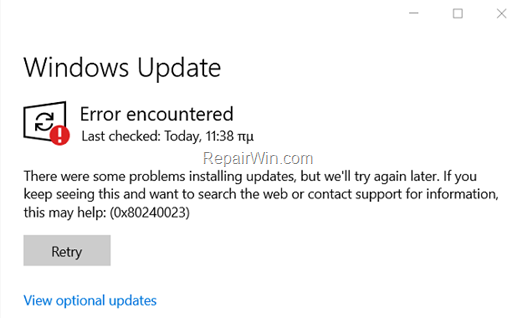 Windows Update
Error encountered
Last checked: Today, 11:38 πμ
RepairWin.com
There were some problems installing updates, but we'll try again later. If you
keep seeing this and want to search the web or contact support for information,
this may help: (0x80240023)
Retry
View optional updates